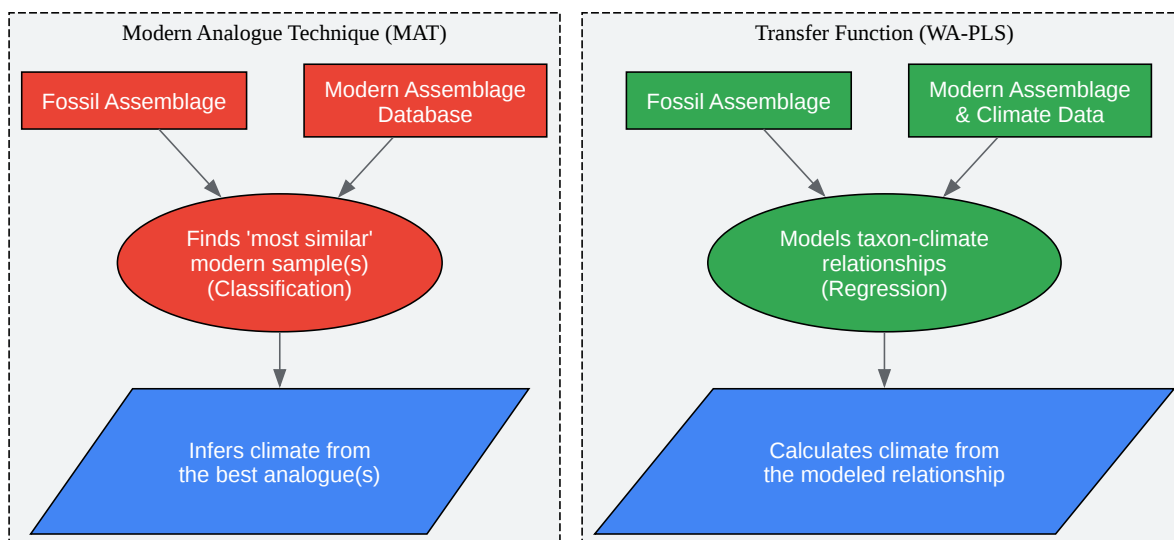 Modern Analogue Technique (MAT)
Fossil Assemblage
Modern Assemblage
Database
Finds 'most similar'
modern sample(s)
(Classification)
Infers climate from
the best analogue(s)
Transfer Function (WA-PLS)
Fossil Assemblage
Modern Assemblage
& Climate Data
Models taxon-climate
relationships
(Regression)
Calculates climate from
the modeled relationship